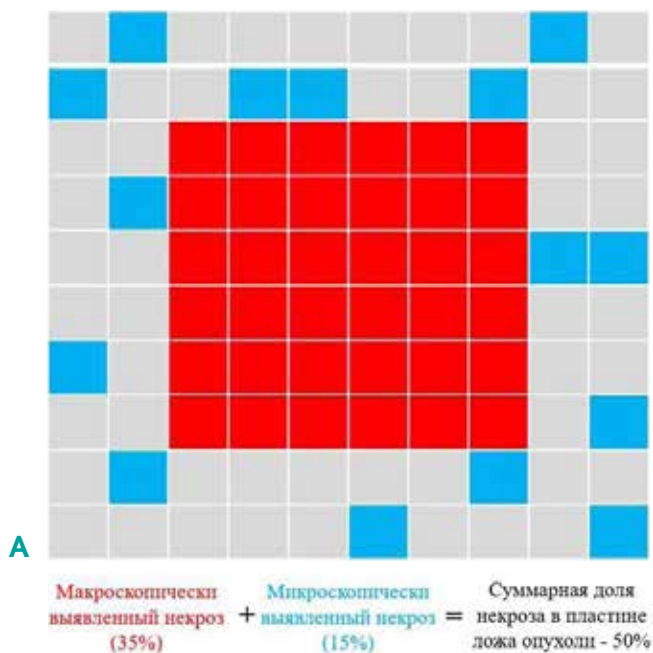 А
Макроскопически
выявленный некроз
(35%)
+
Микроскопически
выявленный некроз
(15%)
=
Суммарная доля
некроза в пластине
ложа опухоли - 50%